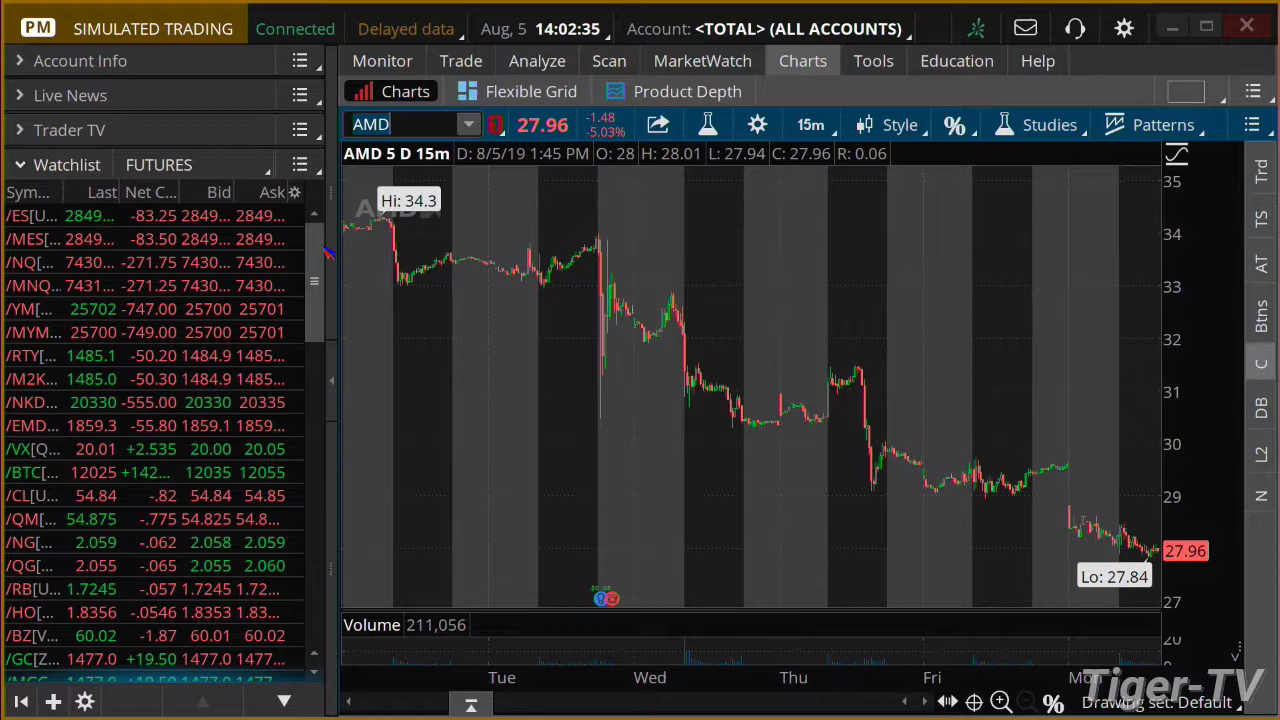 PM SIMULATED TRADING Connected Delayed data Aug, 5 14:02:35 Account: <TOTAL> (ALL ACCOUNTS)
Account Info
Live News
Trader TV
Watchlist FUTURES
Sym... Last Net C... Bid Ask
/ES[U... 2849... -83.25 2849... 2849...
/MES[... 2849... -83.50 2849... 2849...
/NQ[... 7430... -271.75 7430... 7430...
/MNQ... 7431... -271.25 7430... 7430...
/YM[... 25702 -747.00 25700 25701
/MYM... 25700 -749.00 25700 25701
/RTY[... 1485.1 -50.20 1484.9 1485...
/M2K... 1485.0 -50.30 1484.9 1485...
/NKD... 20330 -555.00 20330 20335
/EMD... 1859.3 -55.80 1859.1 1859...
/VX[Q... 20.01 +2.535 20.00 20.05
/BTC[... 12025 +142... 12035 12055
/CL[U... 54.84 -.82 54.84 54.85
/QM[... 54.875 -.775 54.825 54.8...
/NG[... 2.059 -.062 2.058 2.059
/QG[... 2.055 -.065 2.055 2.060
/RB[U... 1.7245 -.057 1.7245 1.72...
/HO[... 1.8356 -.0546 1.8353 1.83...
/BZ[V... 60.02 -1.87 60.01 60.02
/GC[Z... 1477.0 +19.50 1477.0 1477...
Monitor Trade Analyze Scan MarketWatch Charts Tools Education Help
Charts Flexible Grid Product Depth
AMD 27.96 -1.48 -5.03% 15m Style % Studies Patterns
AMD 5 D 15m D: 8/5/19 1:45 PM O: 28 H: 28.01 L: 27.94 C: 27.96 R: 0.06
Hi: 34.3
35
34
33
32
31
30
29
27.96
Lo: 27.84
27
Volume 211,056
Tue Wed Thu Fri Mon
Drawing set: Default
Trd
TS
AT
Btns
C
DB
L2
N
Tiger-TV